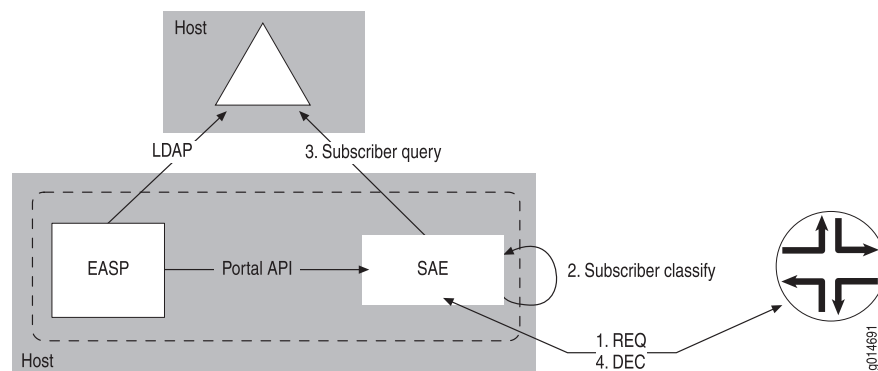 Host
LDAP
3. Subscriber query
EASP
Portal API
SAE
2. Subscriber classify
1. REQ
4. DEC
Host
g014691